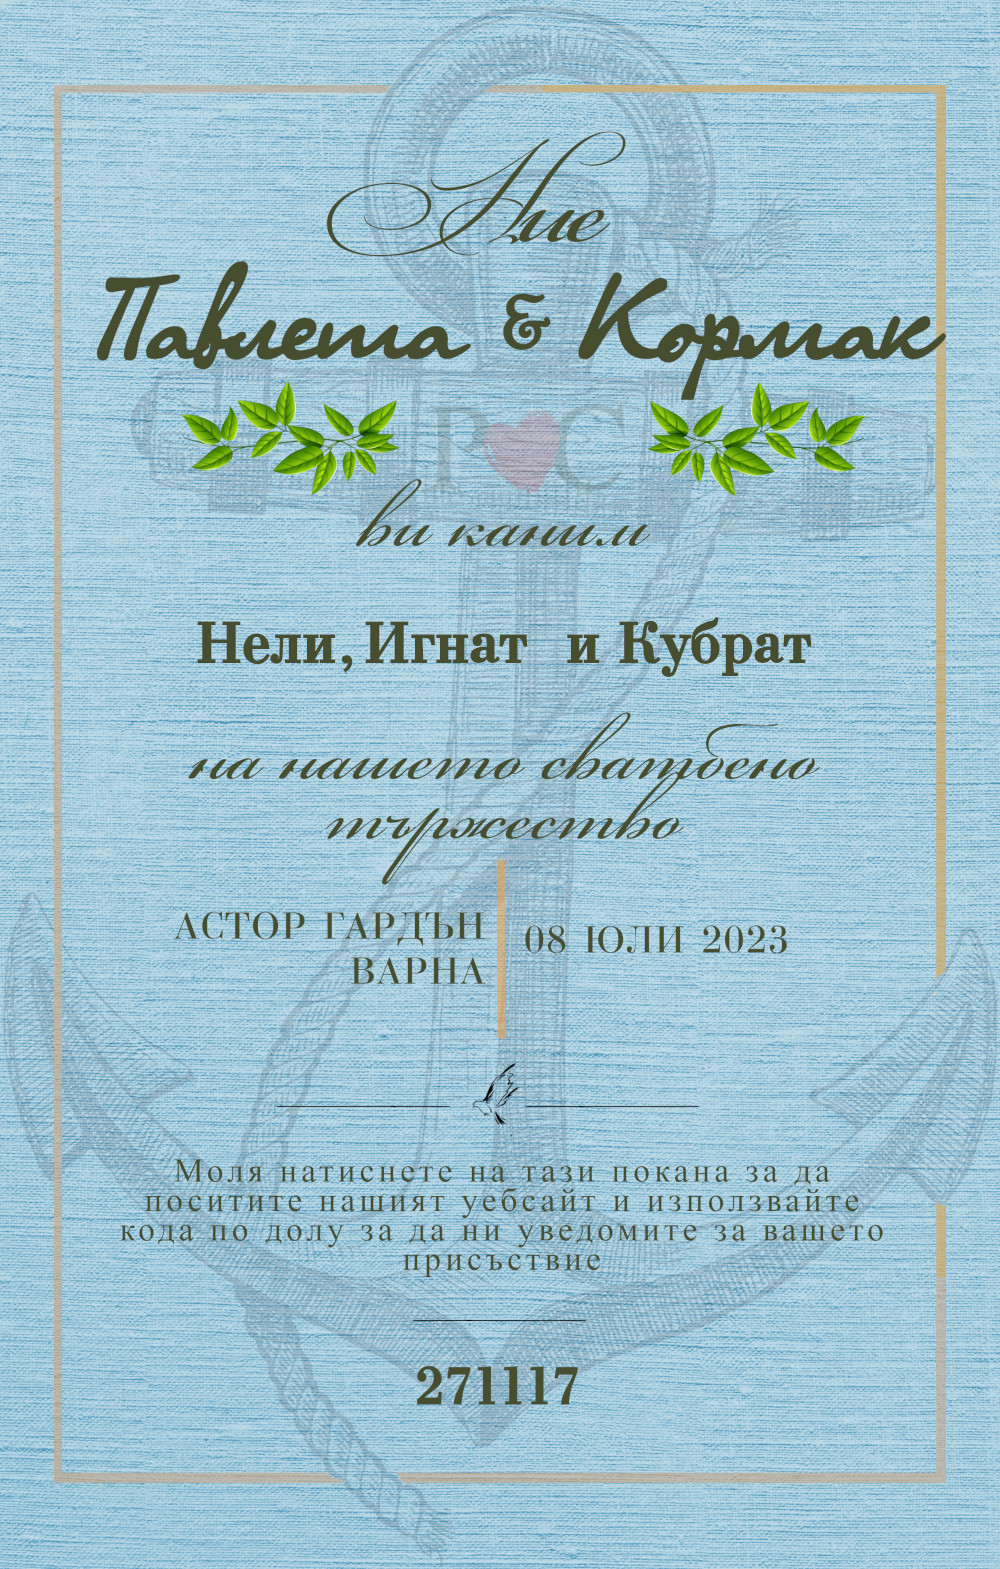 Ние
Павлета & Кормак
P C
ви каним
Нели, Игнат и Кубрат
на нашето сватбено
тържество
АСТОР ГАРДЪН
ВАРНА
08 ЮЛИ 2023
Моля натиснете на тази покана за да
поситите нашият уебсайт и използвайте
кода по долу за да ни уведомите за вашето
присъствие
271117